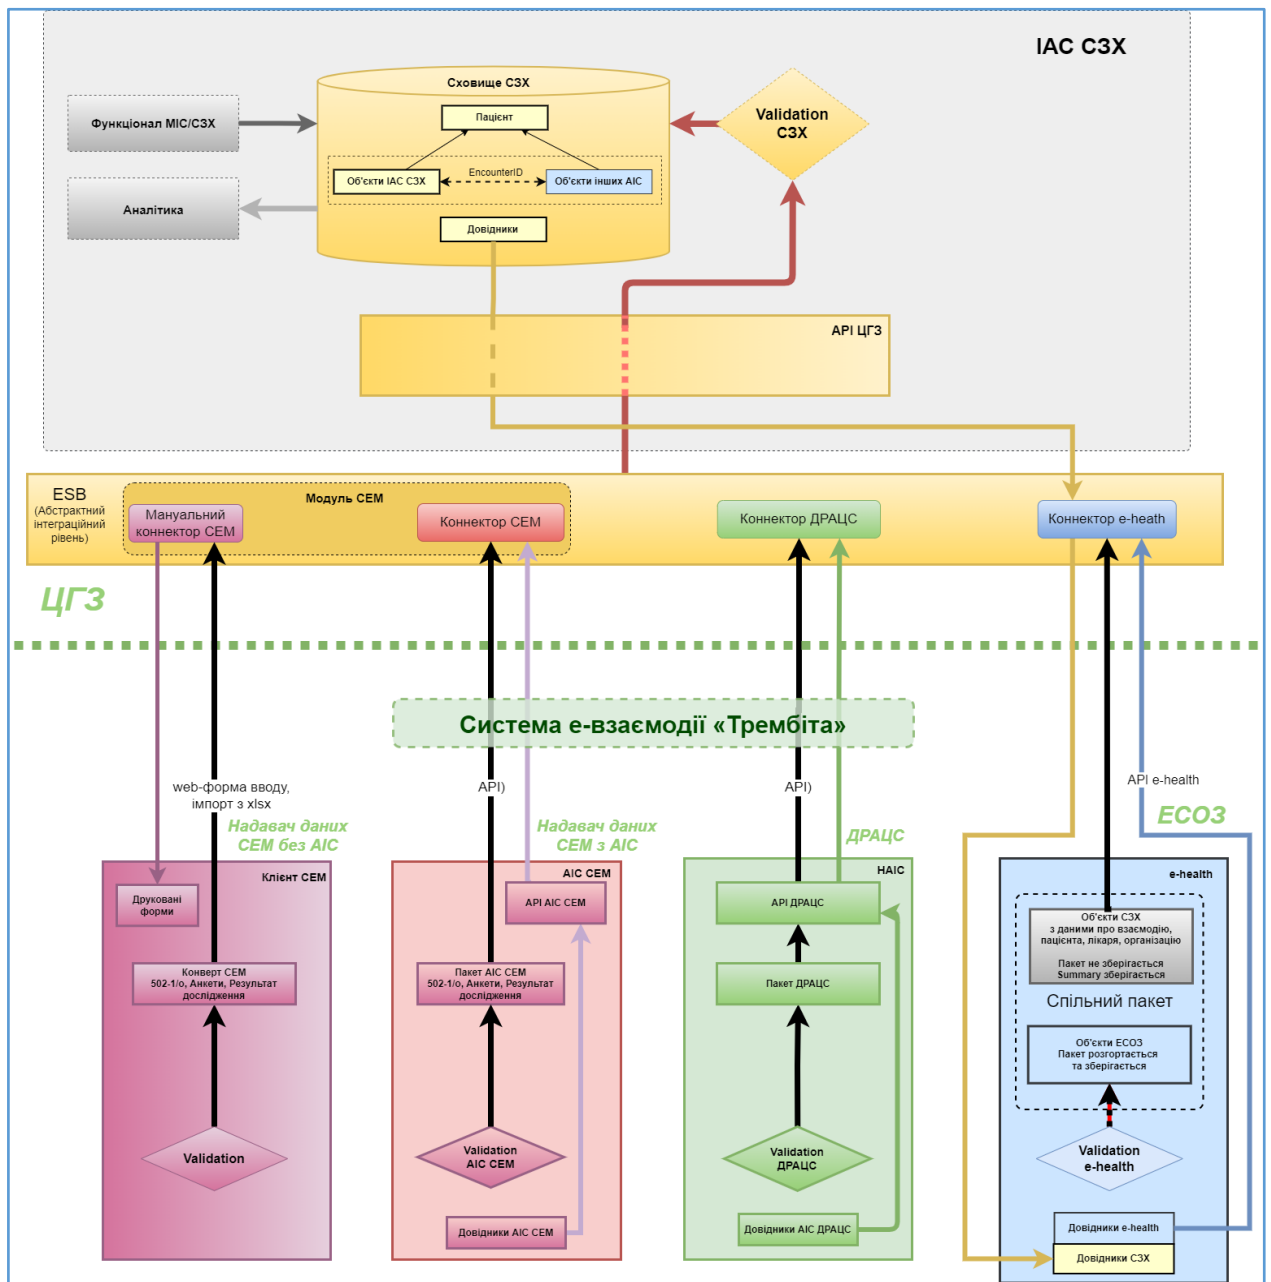 ІАС СЗХ
Сховище СЗХ
Пацієнт
Функціонал МІС/СЗХ
Validation
СЗХ
Об'єкти ІАС СЗХ
EncounterID
Об'єкти інших АІС
Аналітика
Довідники
АРІ ЦГЗ
ESB
(Абстрактний
інтеграційний
рівень)
Модуль СЕМ
Мануальний
коннектор СЕМ
Коннектор СЕМ
Коннектор ДРАЦС
Коннектор e-heath
ЦГЗ
Система е-взаємодії «Трембіта»
web-форма вводу,
імпорт з xlsx
API)
API)
API e-health
Надавач даних
СЕМ без АІС
Надавач даних
СЕМ з АІС
ДРАЦС
ЕСОЗ
Клієнт СЕМ
Друковані
форми
Конверт СЕМ
502-1/о, Анкети, Результат
дослідження
Validation
АІС СЕМ
АРІ АІС СЕМ
Пакет АІС СЕМ
502-1/о, Анкети, Результат
дослідження
Validation
АІС СЕМ
Довідники АІС СЕМ
НАІС
АРІ ДРАЦС
Пакет ДРАЦС
Validation
ДРАЦС
Довідники АІС ДРАЦС
e-health
Об'єкти СЗХ
з даними про взаємодію,
пацієнта, лікаря, організацію
Пакет не зберігається
Summary зберігається
Спільний пакет
Об'єкти ЕСОЗ
Пакет розгортається
та зберігається
Validation
e-health
Довідники e-health
Довідники СЗХ